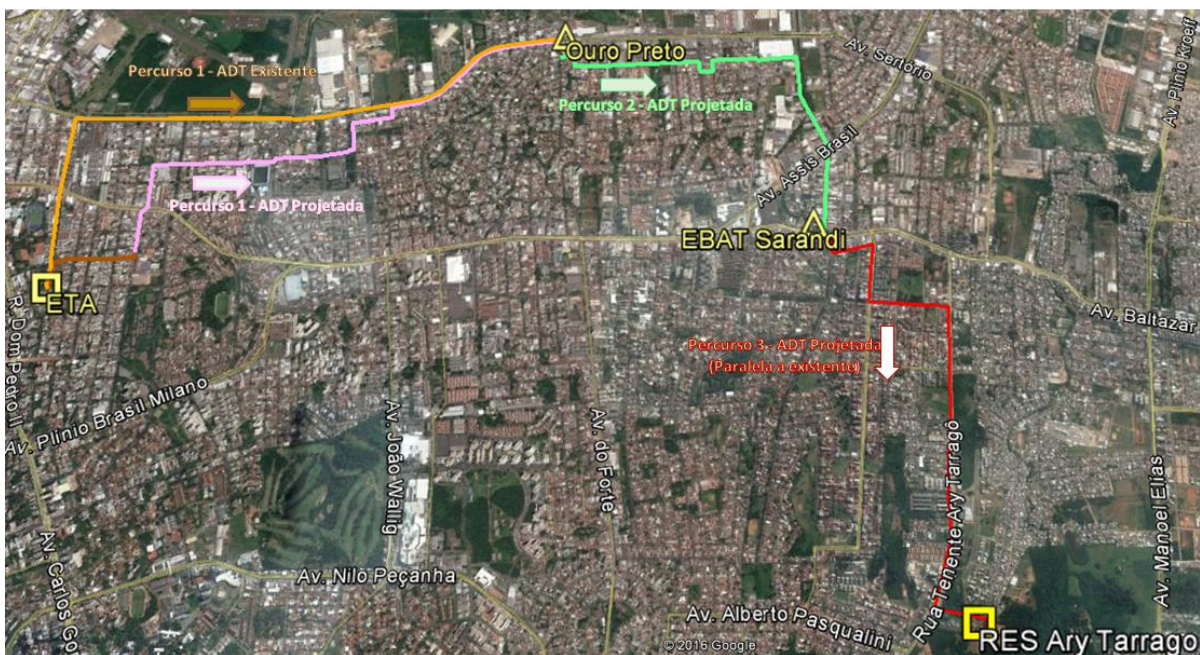 Ouro Preto
Av. Sertório
Av. Plínio Kroeff
Percurso 1 - ADT Existente
Percurso 2 - ADT Projetada
Av. Assis Brasil
Percurso 1 - ADT Projetada
EBAT Sarandi
ETA
R. Dom Pedro II
Av. Baltazar
Percurso 3 - ADT Projetada
(Paralela a existente)
Av. Plínio Brasil Milano
Av. João Wallig
Av. do Forte
Rua Tenente Ary Tarragô
Av. Manoel Elias
Av. Carlos Go
Av. Nilo Peçanha
Av. Alberto Pasqualini
© 2016 Google
RES Ary Tarrago